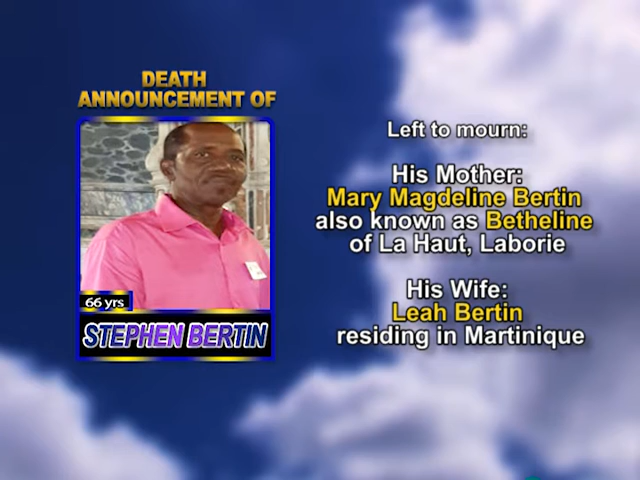 DEATH
ANNOUNCEMENT OF
66 yrs
STEPHEN BERTIN
Left to mourn:
His Mother:
Mary Magdeline Bertin
also known as Betheline
of La Haut, Laborie
His Wife:
Leah Bertin
residing in Martinique